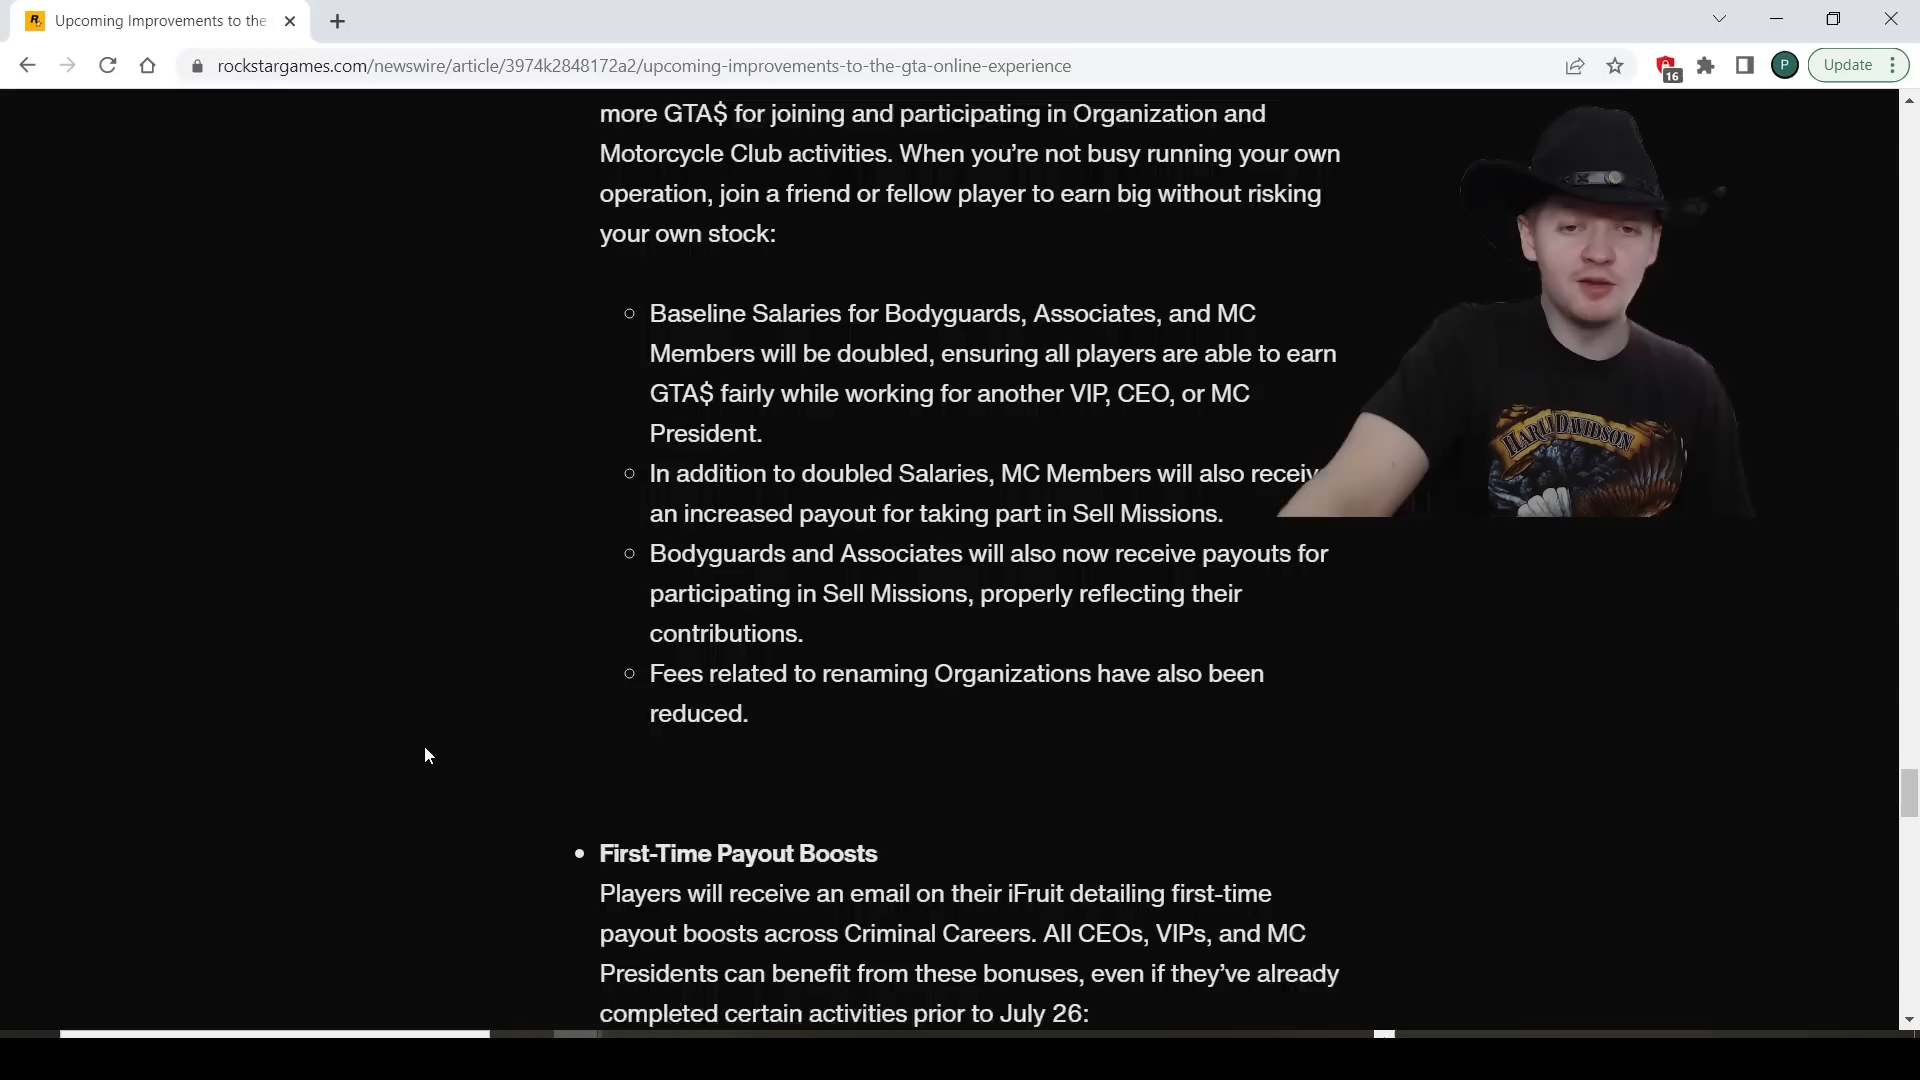 Upcoming Improvements to the
rockstargames.com/newswire/article/3974k2848172a2/upcoming-improvements-to-the-gta-online-experience
16
P
Update
more GTA$ for joining and participating in Organization and
Motorcycle Club activities. When you’re not busy running your own
operation, join a friend or fellow player to earn big without risking
your own stock:
Baseline Salaries for Bodyguards, Associates, and MC
Members will be doubled, ensuring all players are able to earn
GTA$ fairly while working for another VIP, CEO, or MC
President.
In addition to doubled Salaries, MC Members will also receiv
an increased payout for taking part in Sell Missions.
Bodyguards and Associates will also now receive payouts for
participating in Sell Missions, properly reflecting their
contributions.
Fees related to renaming Organizations have also been
reduced.
HARLEY-DAVIDSON
First-Time Payout Boosts
Players will receive an email on their iFruit detailing first-time
payout boosts across Criminal Careers. All CEOs, VIPs, and MC
Presidents can benefit from these bonuses, even if they’ve already
completed certain activities prior to July 26: